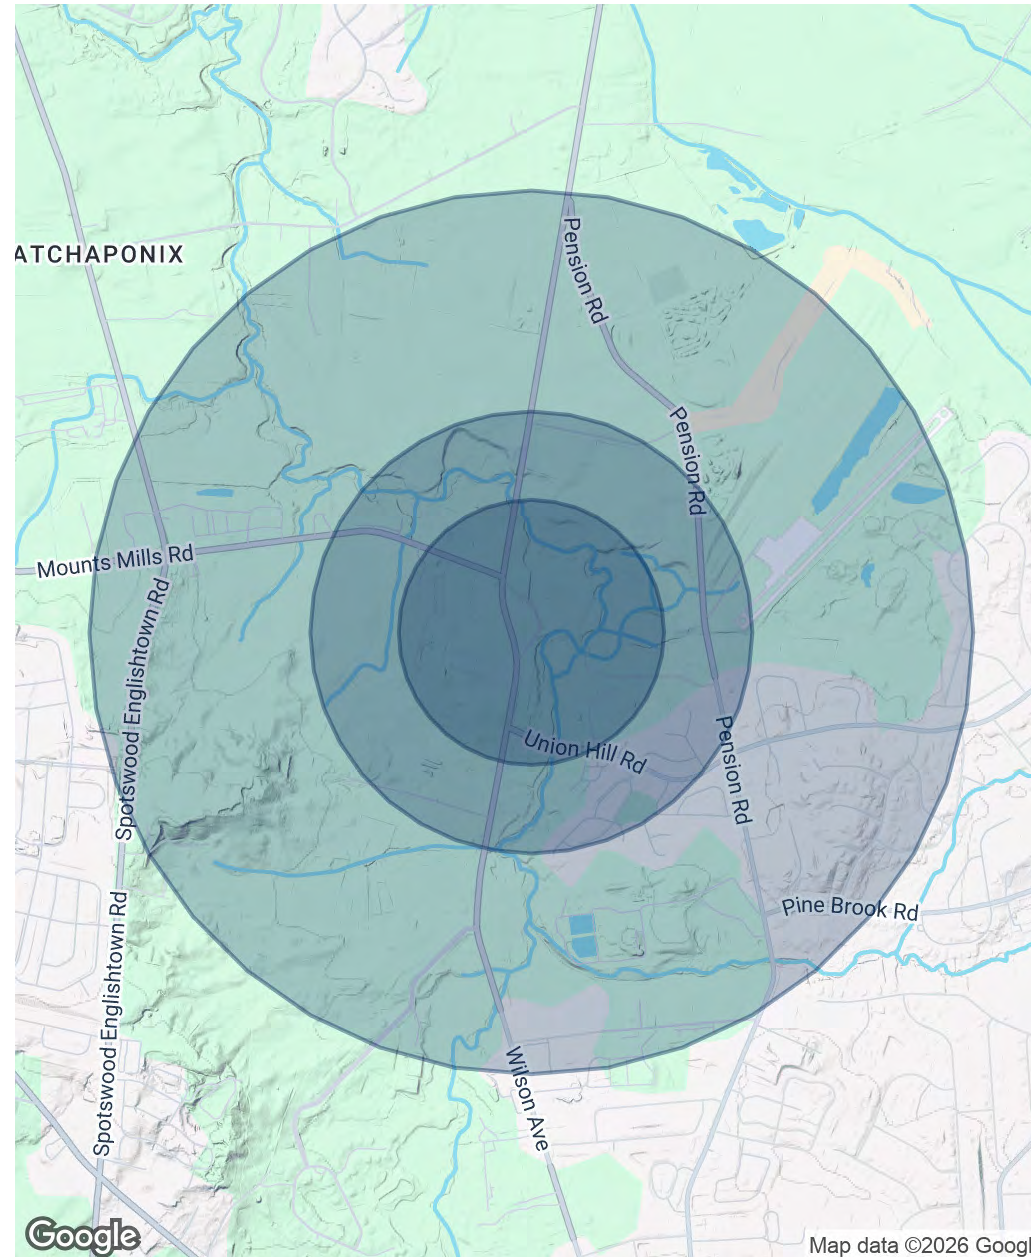 Pension Rd
ATCHAPONIX
Pension Rd
Mounts Mills Rd
Spotswood Englishtown Rd
Union Hill Rd
Pension Rd
Pine Brook Rd
Spotswood Englishtown Rd
Wilson Ave
Google
Map data ©2026 Googl